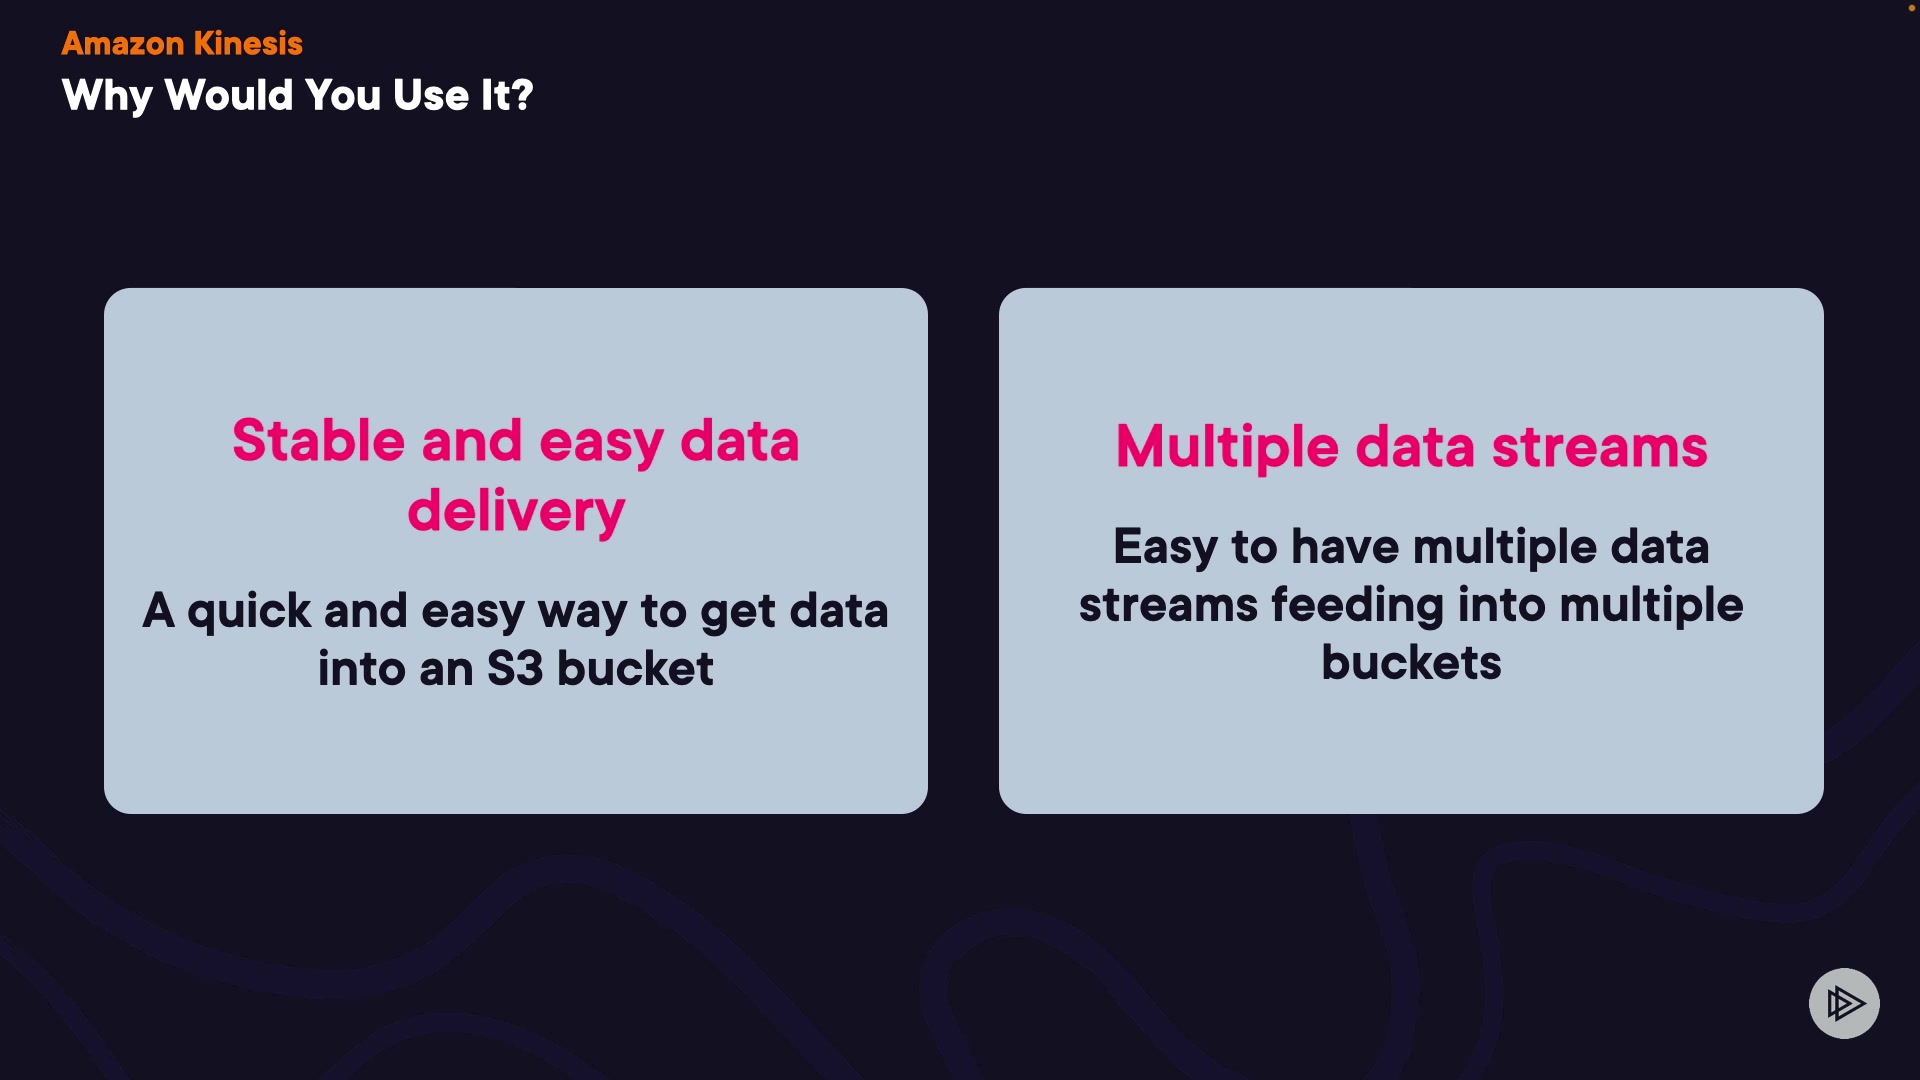 Amazon Kinesis
Why Would You Use It?
Stable and easy data
delivery
A quick and easy way to get data
into an S3 bucket
Multiple data streams
Easy to have multiple data
streams feeding into multiple
buckets